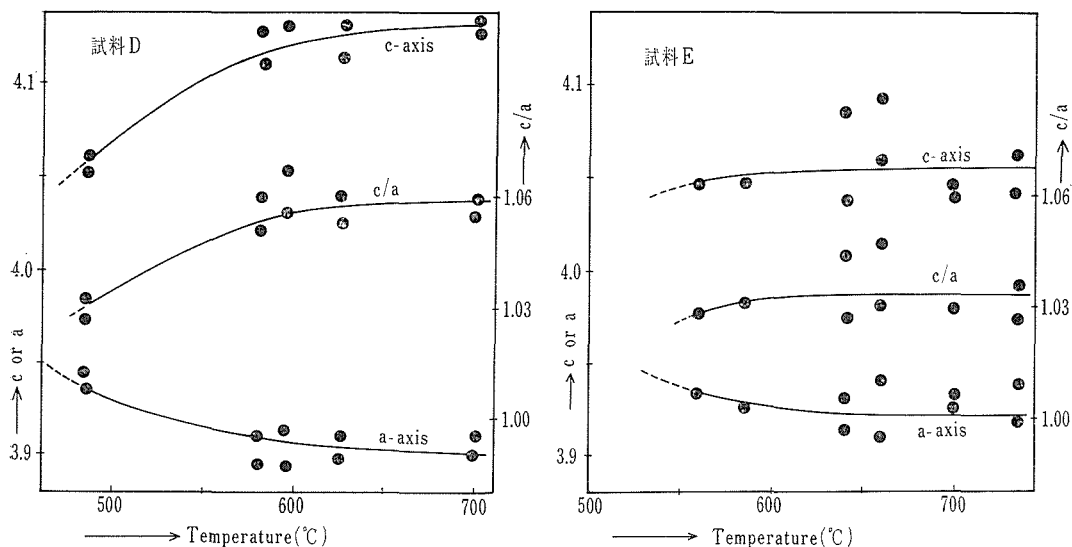 試料D
c-axis
c/a
a-axis
4.1
4.0
3.9
→ c or a
→ c/a
1.06
1.03
1.00
500
600
700
→ Temperature(℃)
試料E
c-axis
c/a
a-axis
4.1
4.0
3.9
→ c or a
→ c/a
1.06
1.03
1.00
500
600
700
→ Temperature(℃)